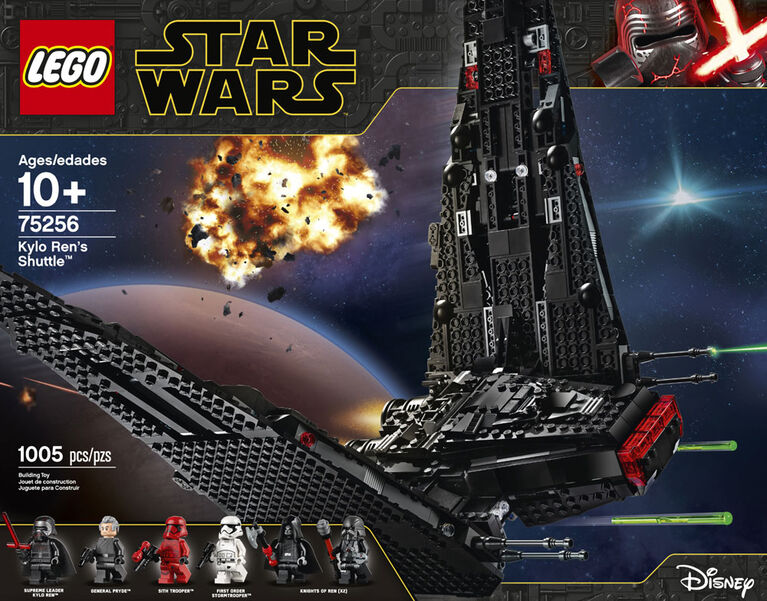 LEGO
STAR
WARS
Ages/edades
10+
75256
Kylo Ren's
Shuttle™
1005 pcs/pzs
Building Toy
Jouet de construction
Juguete para Construir
SUPREME LEADER
KYLO REN™
GENERAL PRYDE™
SITH TROOPER™
FIRST ORDER
STORMTROOPER™
KNIGHTS OF REN (X2)
Disney